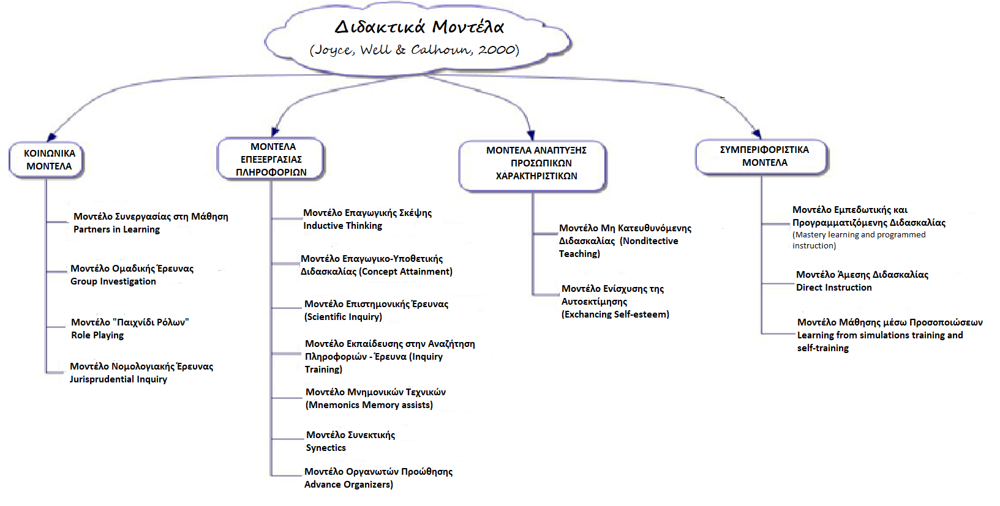 Διδακτικά Μοντέλα
(Joyce, Well & Calhoun, 2000)
ΚΟΙΝΩΝΙΚΑ
ΜΟΝΤΕΛΑ
Μοντέλο Συνεργασίας στη Μάθηση
Partners in Learning
Μοντέλο Ομαδικής Έρευνας
Group Investigation
Μοντέλο "Παιχνίδι Ρόλων"
Role Playing
Μοντέλο Νομολογιακής Έρευνας
Jurisprudential Inquiry
ΜΟΝΤΕΛΑ
ΕΠΕΞΕΡΓΑΣΙΑΣ
ΠΛΗΡΟΦΟΡΙΩΝ
Μοντέλο Επαγωγικής Σκέψης
Inductive Thinking
Μοντέλο Επαγωγικο-Υποθετικής
Διδασκαλίας (Concept Attainment)
Μοντέλο Επιστημονικής Έρευνας
(Scientific Inquiry)
Μοντέλο Εκπαίδευσης στην Αναζήτηση
Πληροφοριών - Έρευνα (Inquiry
Training)
Μοντέλο Μνημονικών Τεχνικών
(Mnemonics Memory assists)
Μοντέλο Συνεκτικής
Synectics
Μοντέλο Οργανωτών Προώθησης
Advance Organizers)
ΜΟΝΤΕΛΑ ΑΝΑΠΤΥΞΗΣ
ΠΡΟΣΩΠΙΚΩΝ
ΧΑΡΑΚΤΗΡΙΣΤΙΚΩΝ
Μοντέλο Μη Κατευθυνόμενης
Διδασκαλίας (Nonditective
Teaching)
Μοντέλο Ενίσχυσης της
Αυτοεκτίμησης
(Exchancing Self-esteem)
ΣΥΜΠΕΡΙΦΟΡΙΣΤΙΚΑ
ΜΟΝΤΕΛΑ
Μοντέλο Εμπεδωτικής και
Προγραμματιζόμενης Διδασκαλίας
(Mastery learning and programmed
instruction)
Μοντέλο Άμεσης Διδασκαλίας
Direct Instruction
Μοντέλο Μάθησης μέσω Προσοποιώσεων
Learning from simulations training and
self-training